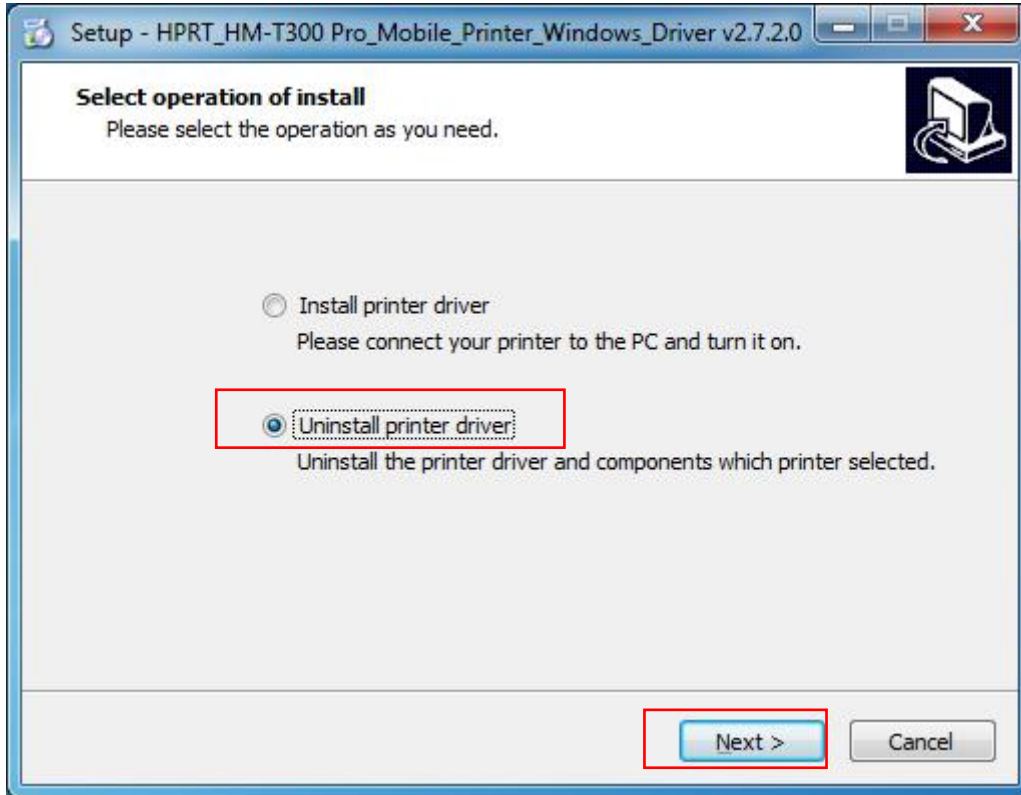 Setup - HPRT_HM-T300 Pro_Mobile_Printer_Windows_Driver v2.7.2.0
Select operation of install
Please select the operation as you need.
Install printer driver
Please connect your printer to the PC and turn it on.
Uninstall printer driver
Uninstall the printer driver and components which printer selected.
Next >
Cancel